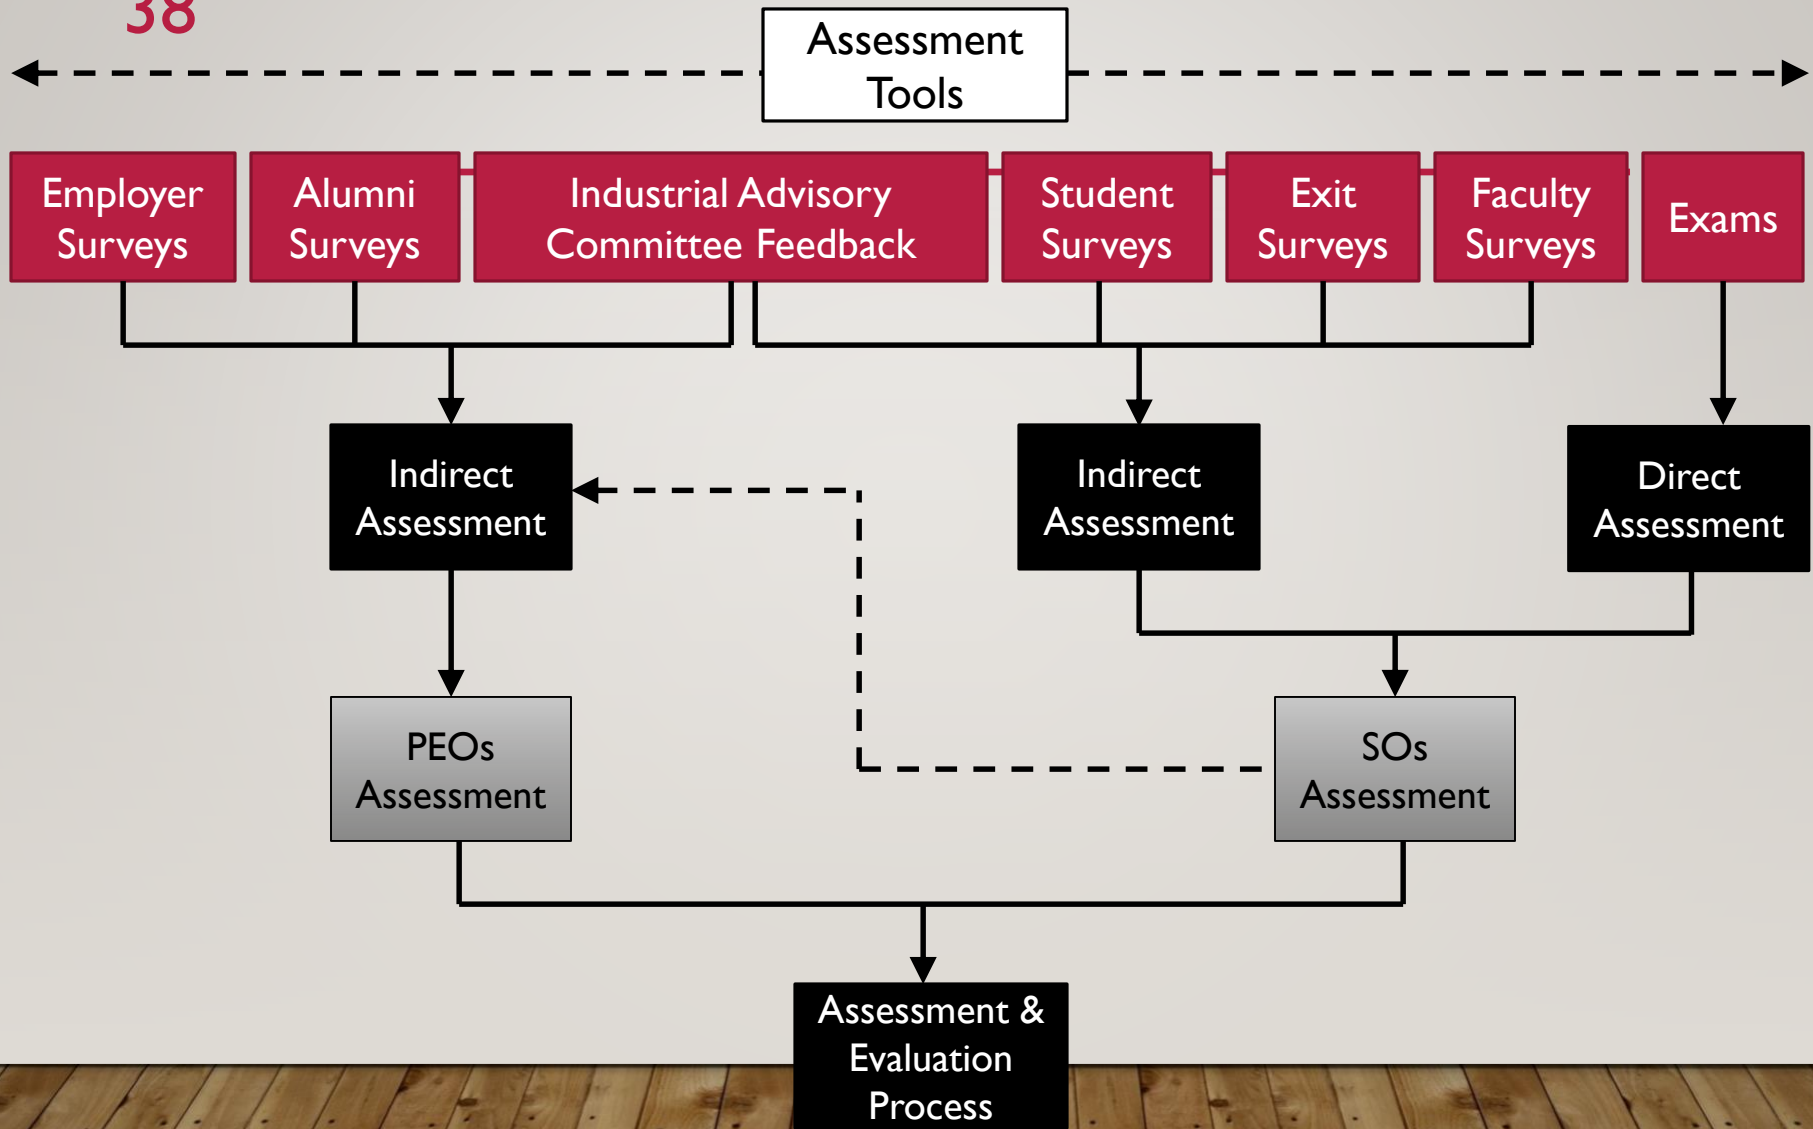 38
Assessment
Tools
Employer
Surveys
Alumni
Surveys
Industrial Advisory
Committee Feedback
Student
Surveys
Exit
Surveys
Faculty
Surveys
Exams
Indirect
Assessment
Indirect
Assessment
Direct
Assessment
PEOs
Assessment
SOs
Assessment
Assessment &
Evaluation
Process